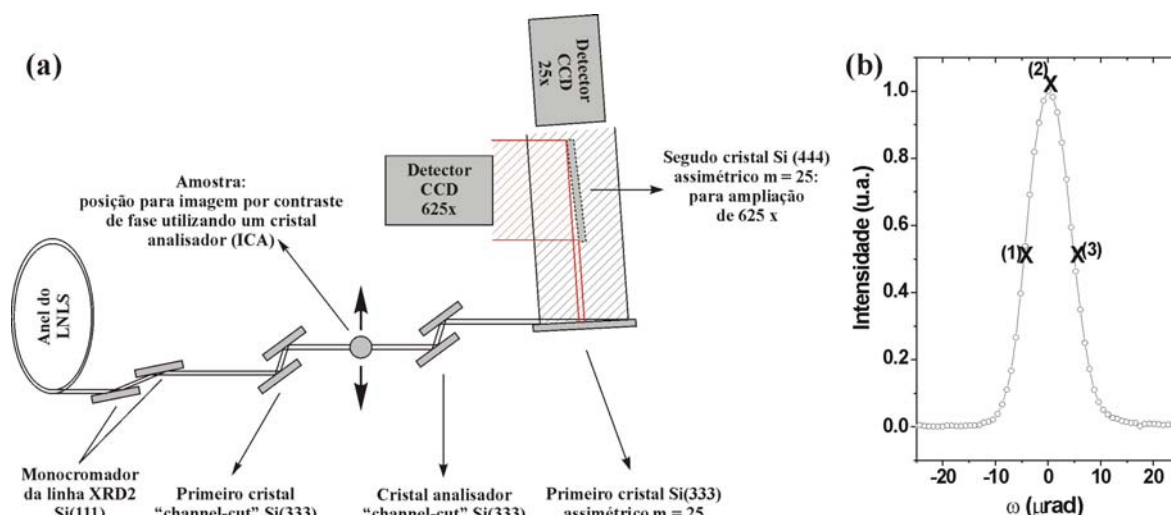 (a)
Detector
CCD
25x
Detector
CCD
625x
Segudo cristal Si (444)
assimétrico m = 25:
para ampliação
de 625 x
Amostra:
posição para imagem por contraste
de fase utilizando um cristal
analisador (ICA)
Anel do
LNLS
Monocromador
da linha XRD2
Si(111)
Primeiro cristal
“channel-cut” Si(333)
Cristal analisador
“channel-cut” Si(333)
Primeiro cristal Si(333)
assimétrico m = 25
(b)
(2)
(1)
(3)
Intensidade (u.a.)
1.0
0.8
0.6
0.4
0.2
0.0
-20 -10 0 10 20
ω (μrad)